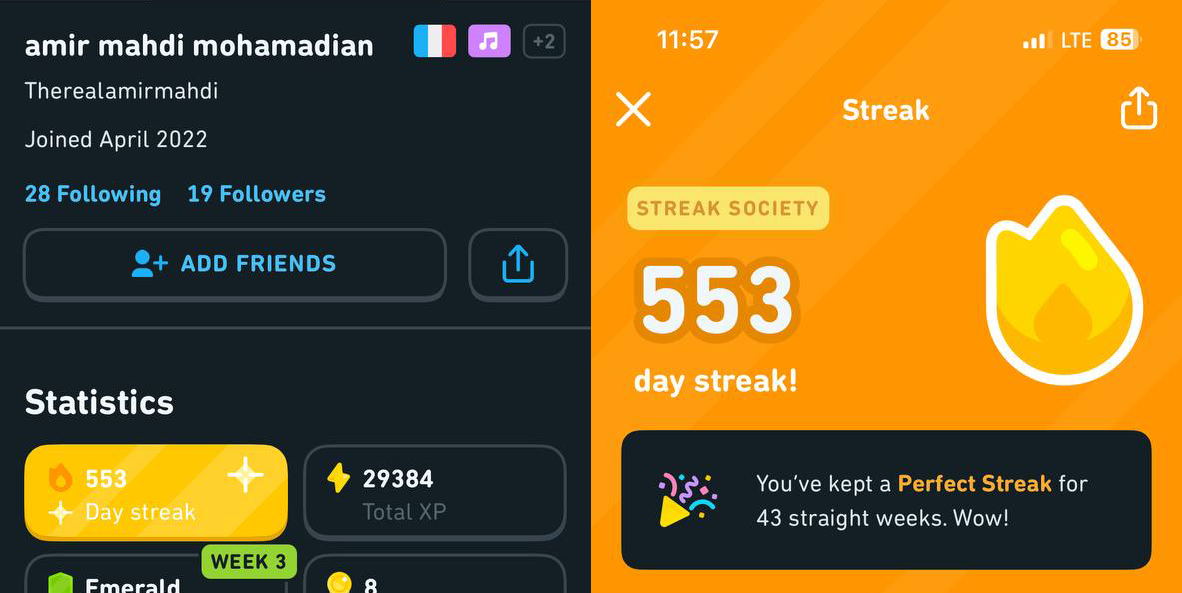 amir mahdi mohamadian
+2
Therealamirmahdi
Joined April 2022
28 Following 19 Followers
ADD FRIENDS
Statistics
553
Day streak
29384
Total XP
WEEK 3
Emerald
8
11:57
LTE 85
Streak
STREAK SOCIETY
553
day streak!
You've kept a Perfect Streak for
43 straight weeks. Wow!